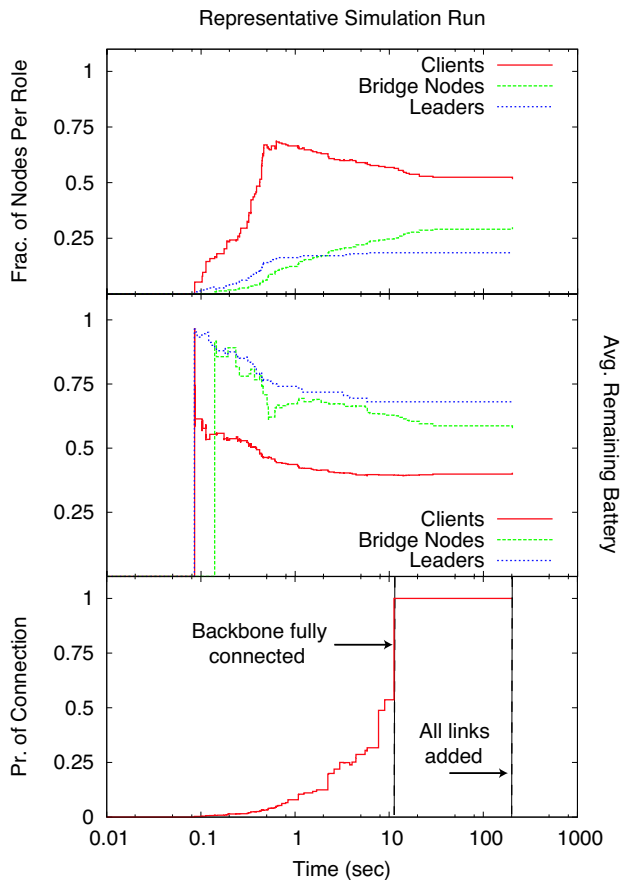 Representative Simulation Run
Frac. of Nodes Per Role
1
0.75
0.5
0.25
Clients
Bridge Nodes
Leaders
Avg. Remaining Battery
1
0.75
0.5
0.25
Clients
Bridge Nodes
Leaders
Pr. of Connection
1
0.75
0.5
0.25
0
Backbone fully
connected
All links
added
0.01
0.1
1
10
100
1000
Time (sec)